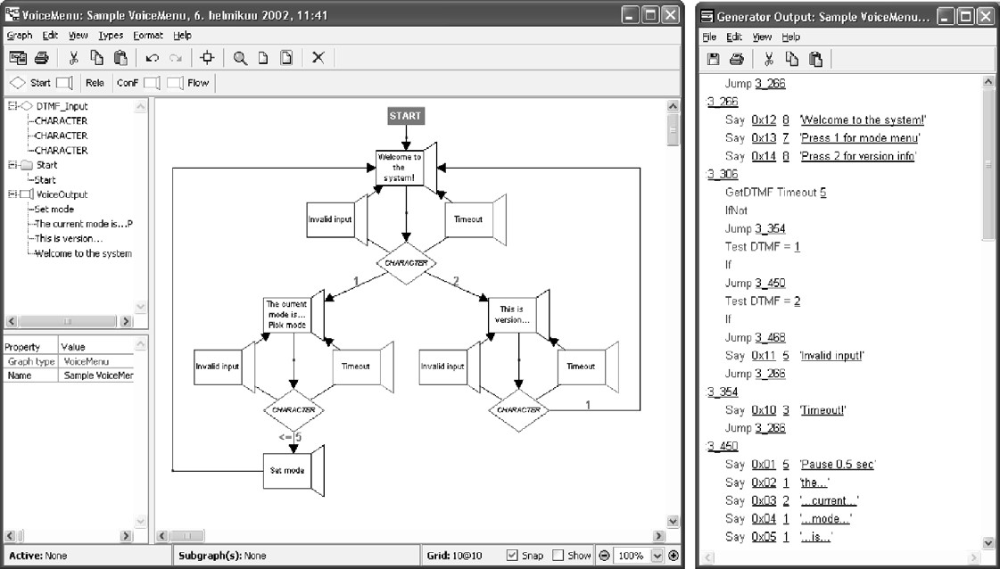 VoiceMenu: Sample VoiceMenu, 6. helmikuu 2002, 11:41
Graph Edit View Types Format Help
Start Rela ConF Flow
DTMF_Input
CHARACTER
CHARACTER
CHARACTER
Start
Start
VoiceOutput
Set mode
The current mode is...P
This is version...
Welcome to the system
Property Value
Graph type VoiceMenu
Name Sample VoiceMer
START
Welcome to
the
system!
Invalid input
Timeout
CHARACTER
1
2
The current
mode is...
Pick mode
This is
version...
Invalid input
Timeout
Invalid input
Timeout
CHARACTER
CHARACTER
1
<= 5
Set mode
Active: None
Subgraph(s): None
Grid: 10@10
Snap
Show
100%
Generator Output: Sample VoiceMenu...
File Edit View Help
Jump 3_266
:3_266
Say 0x12 8 'Welcome to the system!'
Say 0x13 7 'Press 1 for mode menu'
Say 0x14 8 'Press 2 for version info'
:3_306
GetDTMF Timeout 5
IfNot
Jump 3_354
Test DTMF = 1
If
Jump 3_450
Test DTMF = 2
If
Jump 3_468
Say 0x11 5 'Invalid input!'
Jump 3_266
:3_354
Say 0x10 3 'Timeout!'
Jump 3_266
:3_450
Say 0x01 5 'Pause 0.5 sec'
Say 0x02 1 'the...'
Say 0x03 2 '...current...'
Say 0x04 1 '...mode...'
Say 0x05 1 '...is...'